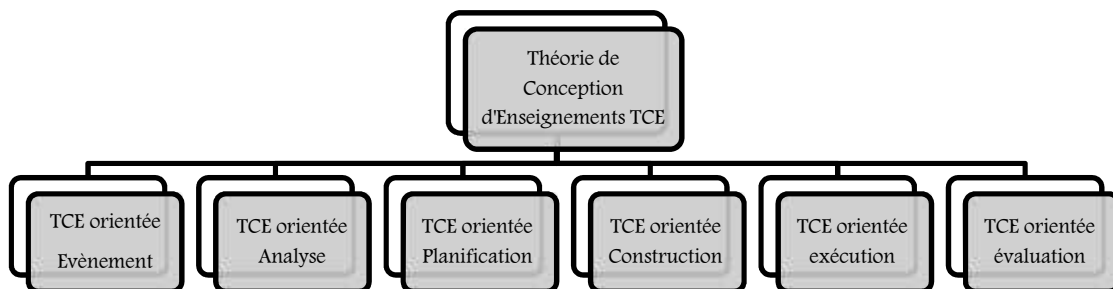 Théorie de
Conception
d'Enseignements TCE
TCE orientée
Evènement
TCE orientée
Analyse
TCE orientée
Planification
TCE orientée
Construction
TCE orientée
exécution
TCE orientée
évaluation